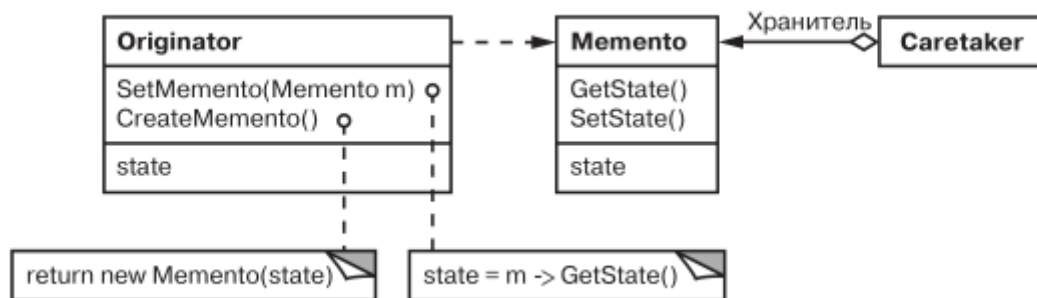 Originator
SetMemento(Memento m)
CreateMemento()
state
Memento
GetState()
SetState()
state
Хранитель
Caretaker
return new Memento(state)
state = m -> GetState()